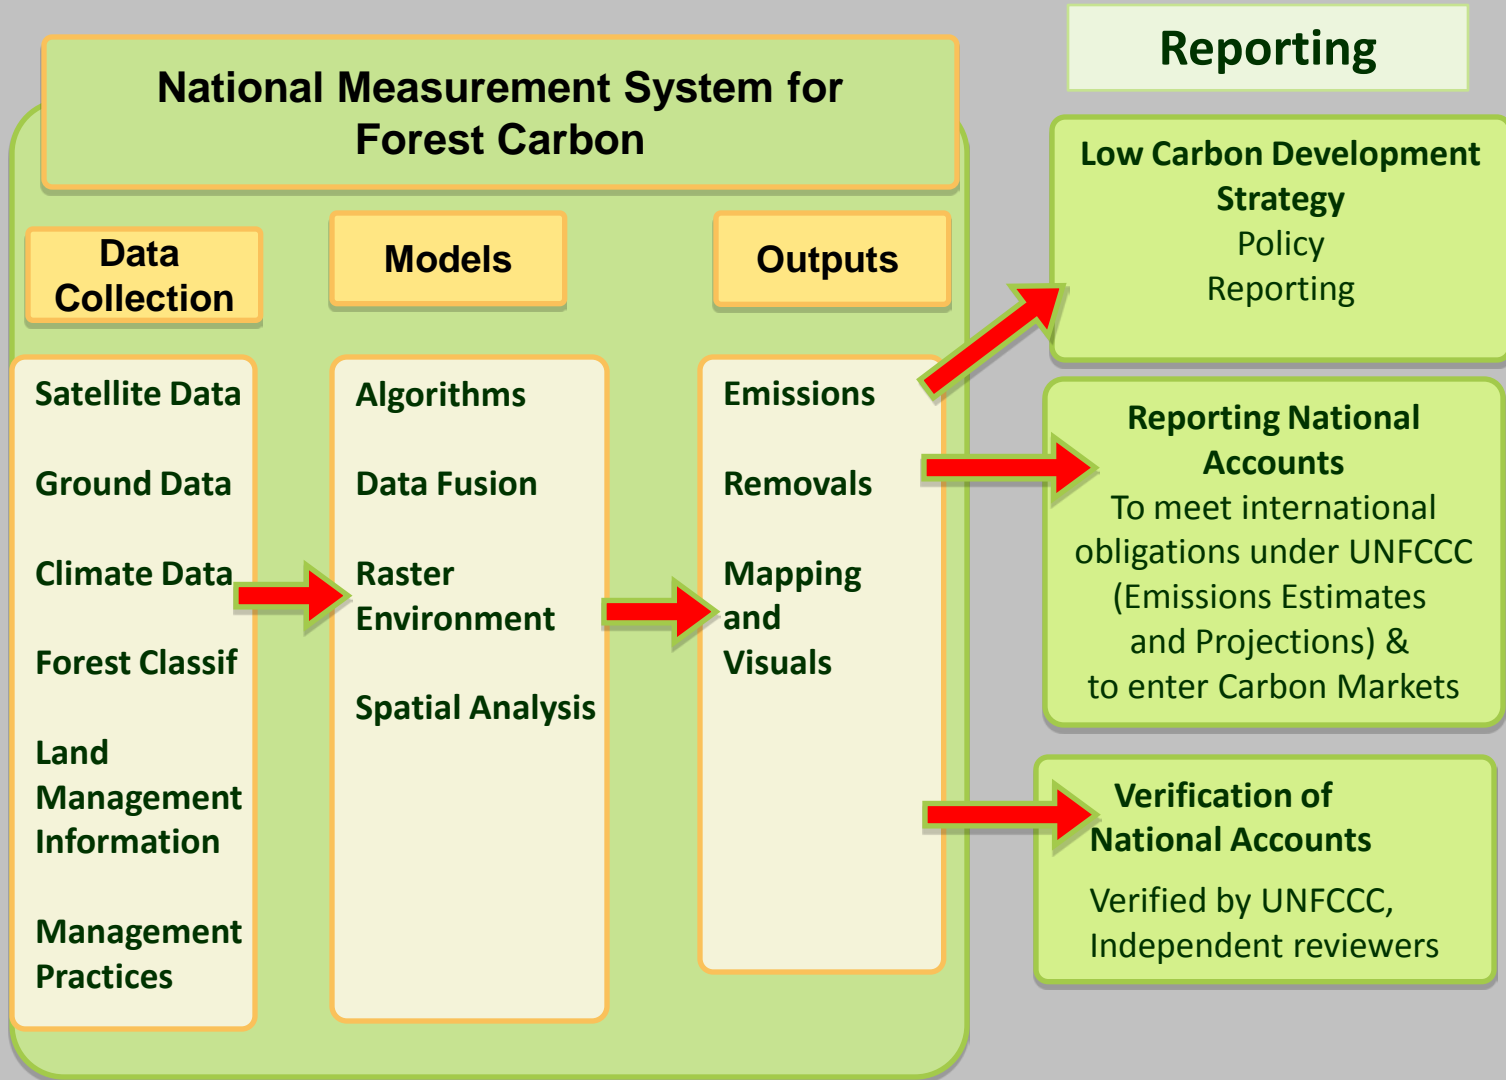 National Measurement System for
Forest Carbon
Data
Collection
Satellite Data
Ground Data
Climate Data
Forest Classif
Land
Management
Information
Management
Practices
Models
Algorithms
Data Fusion
Raster
Environment
Spatial Analysis
Outputs
Emissions
Removals
Mapping
and
Visuals
Reporting
Low Carbon Development
Strategy
Policy
Reporting
Reporting National
Accounts
To meet international
obligations under UNFCCC
(Emissions Estimates
and Projections) &
to enter Carbon Markets
Verification of
National Accounts
Verified by UNFCCC,
Independent reviewers